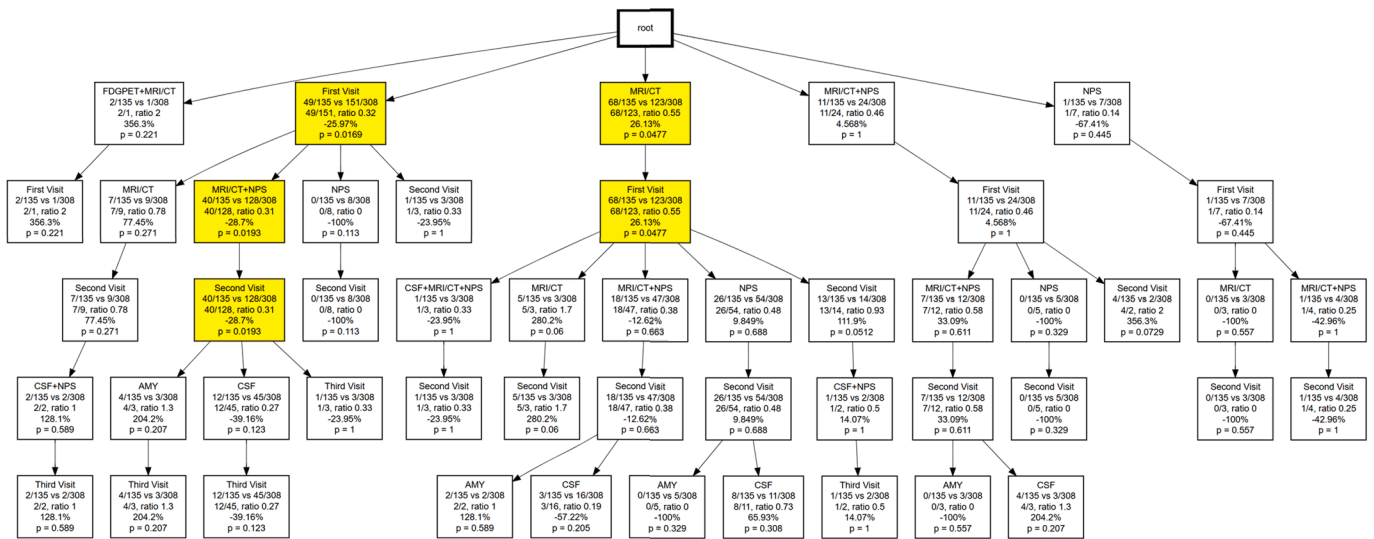 root
FDGPET+MRI/CT
2/135 vs 1/308
2/1, ratio 2
356.3%
p = 0.221
First Visit
49/135 vs 151/308
49/151, ratio 0.32
-25.97%
p = 0.0169
MRI/CT
68/135 vs 123/308
68/123, ratio 0.55
26.13%
p = 0.0477
MRI/CT+NPS
11/135 vs 24/308
11/24, ratio 0.46
4.568%
p = 1
NPS
1/135 vs 7/308
1/7, ratio 0.14
-67.41%
p = 0.445
First Visit
2/135 vs 1/308
2/1, ratio 2
356.3%
p = 0.221
MRI/CT
7/135 vs 9/308
7/9, ratio 0.78
77.45%
p = 0.271
MRI/CT+NPS
40/135 vs 128/308
40/128, ratio 0.31
-28.7%
p = 0.0193
NPS
0/135 vs 8/308
0/8, ratio 0
-100%
p = 0.113
Second Visit
1/135 vs 3/308
1/3, ratio 0.33
-23.95%
p = 1
First Visit
68/135 vs 123/308
68/123, ratio 0.55
26.13%
p = 0.0477
First Visit
11/135 vs 24/308
11/24, ratio 0.46
4.568%
p = 1
First Visit
1/135 vs 7/308
1/7, ratio 0.14
-67.41%
p = 0.445
Second Visit
7/135 vs 9/308
7/9, ratio 0.78
77.45%
p = 0.271
Second Visit
40/135 vs 128/308
40/128, ratio 0.31
-28.7%
p = 0.0193
Second Visit
0/135 vs 8/308
0/8, ratio 0
-100%
p = 0.113
CSF+MRI/CT+NPS
1/135 vs 3/308
1/3, ratio 0.33
-23.95%
p = 1
MRI/CT
5/135 vs 3/308
5/3, ratio 1.7
280.2%
p = 0.06
MRI/CT+NPS
18/135 vs 47/308
18/47, ratio 0.38
-12.62%
p = 0.663
NPS
26/135 vs 54/308
26/54, ratio 0.48
9.849%
p = 0.688
Second Visit
13/135 vs 14/308
13/14, ratio 0.93
111.9%
p = 0.0512
MRI/CT+NPS
7/135 vs 12/308
7/12, ratio 0.58
33.09%
p = 0.611
NPS
0/135 vs 5/308
0/5, ratio 0
-100%
p = 0.329
Second Visit
4/135 vs 2/308
4/2, ratio 2
356.3%
p = 0.0729
MRI/CT
0/135 vs 3/308
0/3, ratio 0
-100%
p = 0.557
MRI/CT+NPS
1/135 vs 4/308
1/4, ratio 0.25
-42.96%
p = 1
CSF+NPS
2/135 vs 2/308
2/2, ratio 1
128.1%
p = 0.589
AMY
4/135 vs 3/308
4/3, ratio 1.3
204.2%
p = 0.207
CSF
12/135 vs 45/308
12/45, ratio 0.27
-39.16%
p = 0.123
Third Visit
1/135 vs 3/308
1/3, ratio 0.33
-23.95%
p = 1
Second Visit
1/135 vs 3/308
1/3, ratio 0.33
-23.95%
p = 1
Second Visit
5/135 vs 3/308
5/3, ratio 1.7
280.2%
p = 0.06
Second Visit
18/135 vs 47/308
18/47, ratio 0.38
-12.62%
p = 0.663
Second Visit
26/135 vs 54/308
26/54, ratio 0.48
9.849%
p = 0.688
CSF+NPS
1/135 vs 2/308
1/2, ratio 0.5
14.07%
p = 1
Second Visit
7/135 vs 12/308
7/12, ratio 0.58
33.09%
p = 0.611
Second Visit
0/135 vs 5/308
0/5, ratio 0
-100%
p = 0.329
Second Visit
0/135 vs 3/308
0/3, ratio 0
-100%
p = 0.557
Second Visit
1/135 vs 4/308
1/4, ratio 0.25
-42.96%
p = 1
Third Visit
2/135 vs 2/308
2/2, ratio 1
128.1%
p = 0.589
Third Visit
4/135 vs 3/308
4/3, ratio 1.3
204.2%
p = 0.207
Third Visit
12/135 vs 45/308
12/45, ratio 0.27
-39.16%
p = 0.123
AMY
2/135 vs 2/308
2/2, ratio 1
128.1%
p = 0.589
CSF
3/135 vs 16/308
3/16, ratio 0.19
-57.22%
p = 0.205
AMY
0/135 vs 5/308
0/5, ratio 0
-100%
p = 0.329
CSF
8/135 vs 11/308
8/11, ratio 0.73
65.93%
p = 0.308
Third Visit
1/135 vs 2/308
1/2, ratio 0.5
14.07%
p = 1
AMY
0/135 vs 3/308
0/3, ratio 0
-100%
p = 0.557
CSF
4/135 vs 3/308
4/3, ratio 1.3
204.2%
p = 0.207